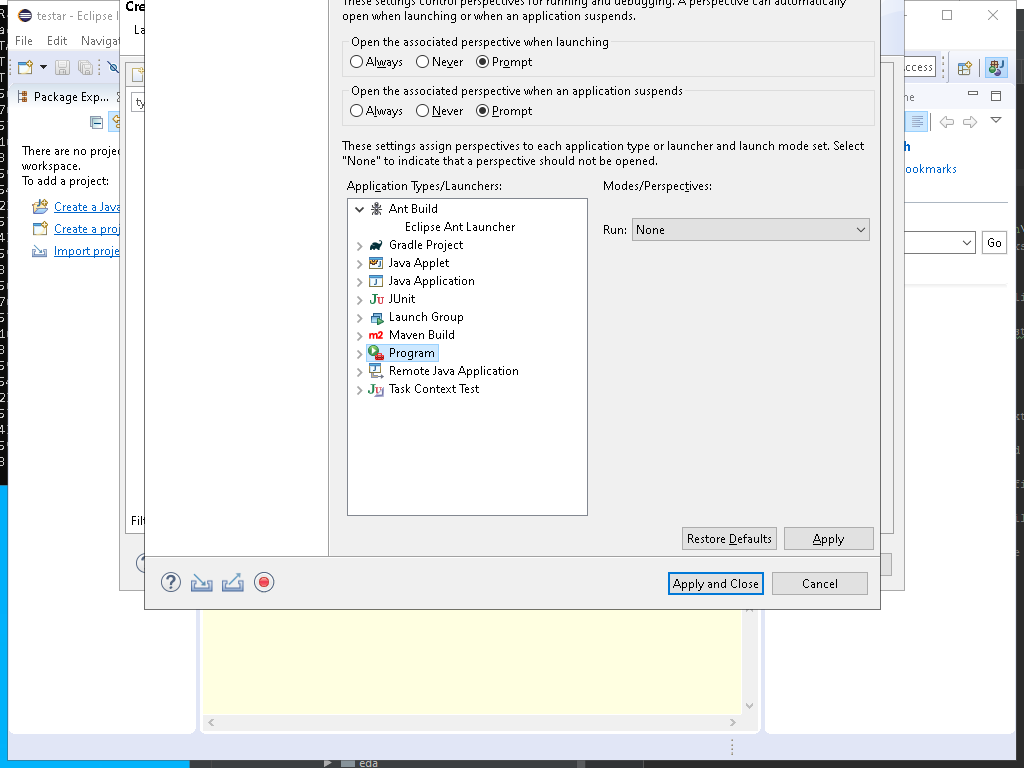 testar - Eclipse
File Edit Naviga
Package Exp...
There are no proje
workspace.
To add a project:
Create a Java
Create a proj
Import proje
Cre
La
ty
Filt
These settings control perspectives for running and debugging. A perspective can automatically
open when launching or when an application suspends.
Open the associated perspective when launching
Always Never Prompt
Open the associated perspective when an application suspends
Always Never Prompt
These settings assign perspectives to each application type or launcher and launch mode set. Select
"None" to indicate that a perspective should not be opened.
Application Types/Launchers:
Ant Build
Eclipse Ant Launcher
Gradle Project
Java Applet
Java Application
JUnit
Launch Group
m2 Maven Build
Program
Remote Java Application
Task Context Test
Modes/Perspectives:
Run: None
Restore Defaults
Apply
Apply and Close
Cancel
ccess
ne
h
ookmarks
Go
eda